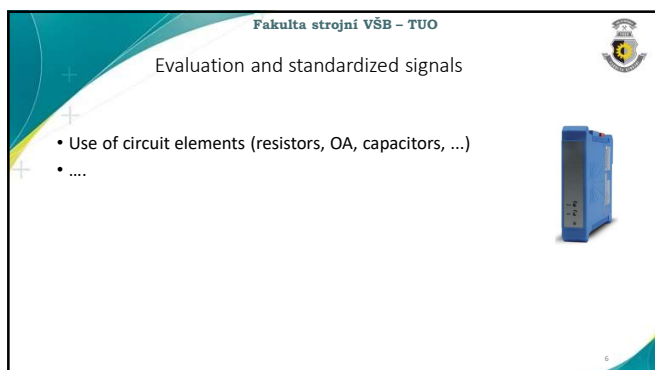 Fakulta strojní VŠB – TUO
Evaluation and standardized signals
• Use of circuit elements (resistors, OA, capacitors, ...)
• ....
6